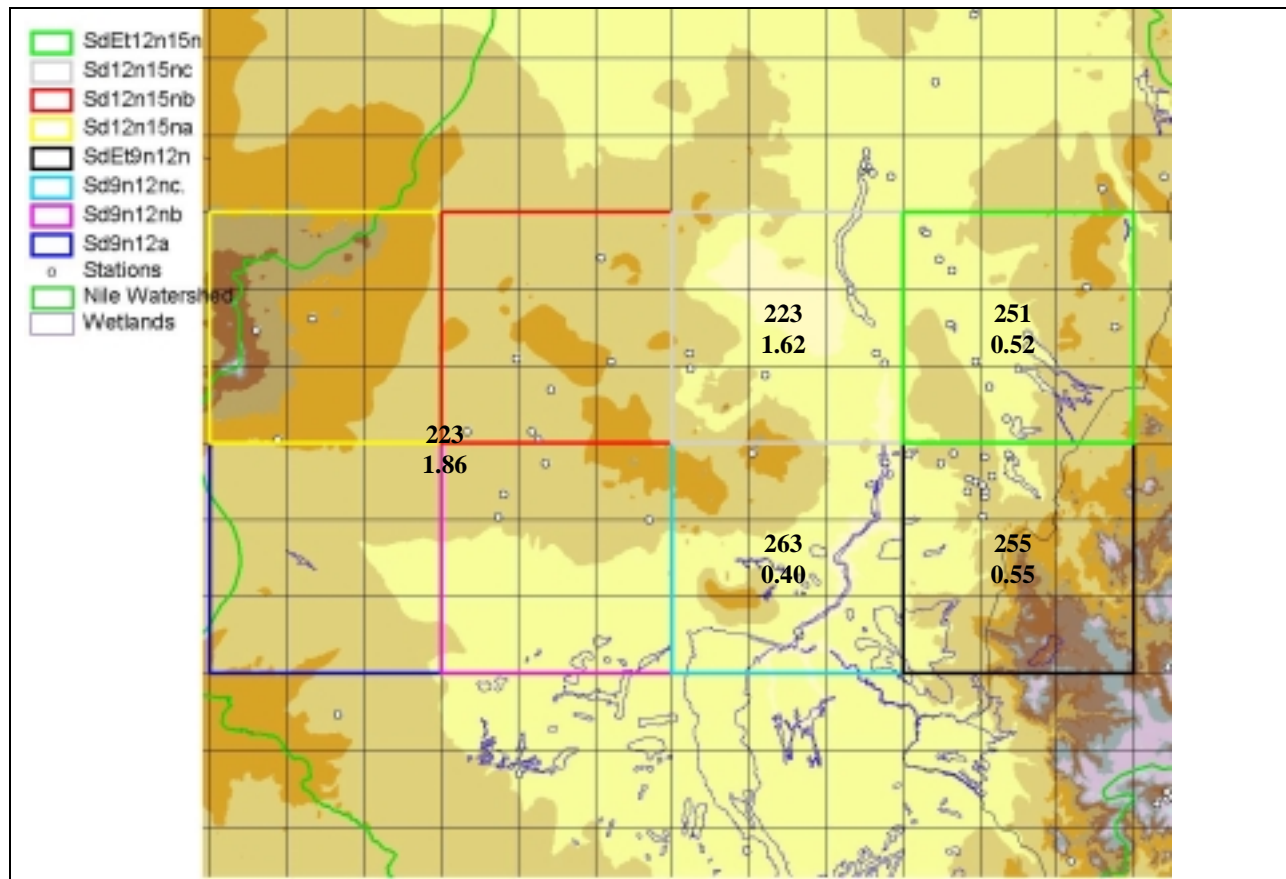 SdEt12n15n
Sd12n15nc
Sd12n15nb
Sd12n15na
SdEt9n12n
Sd9n12nc.
Sd9n12nb
Sd9n12a
Stations
Nile Watershed
Wetlands
223
1.62
251
0.52
223
1.86
263
0.40
255
0.55